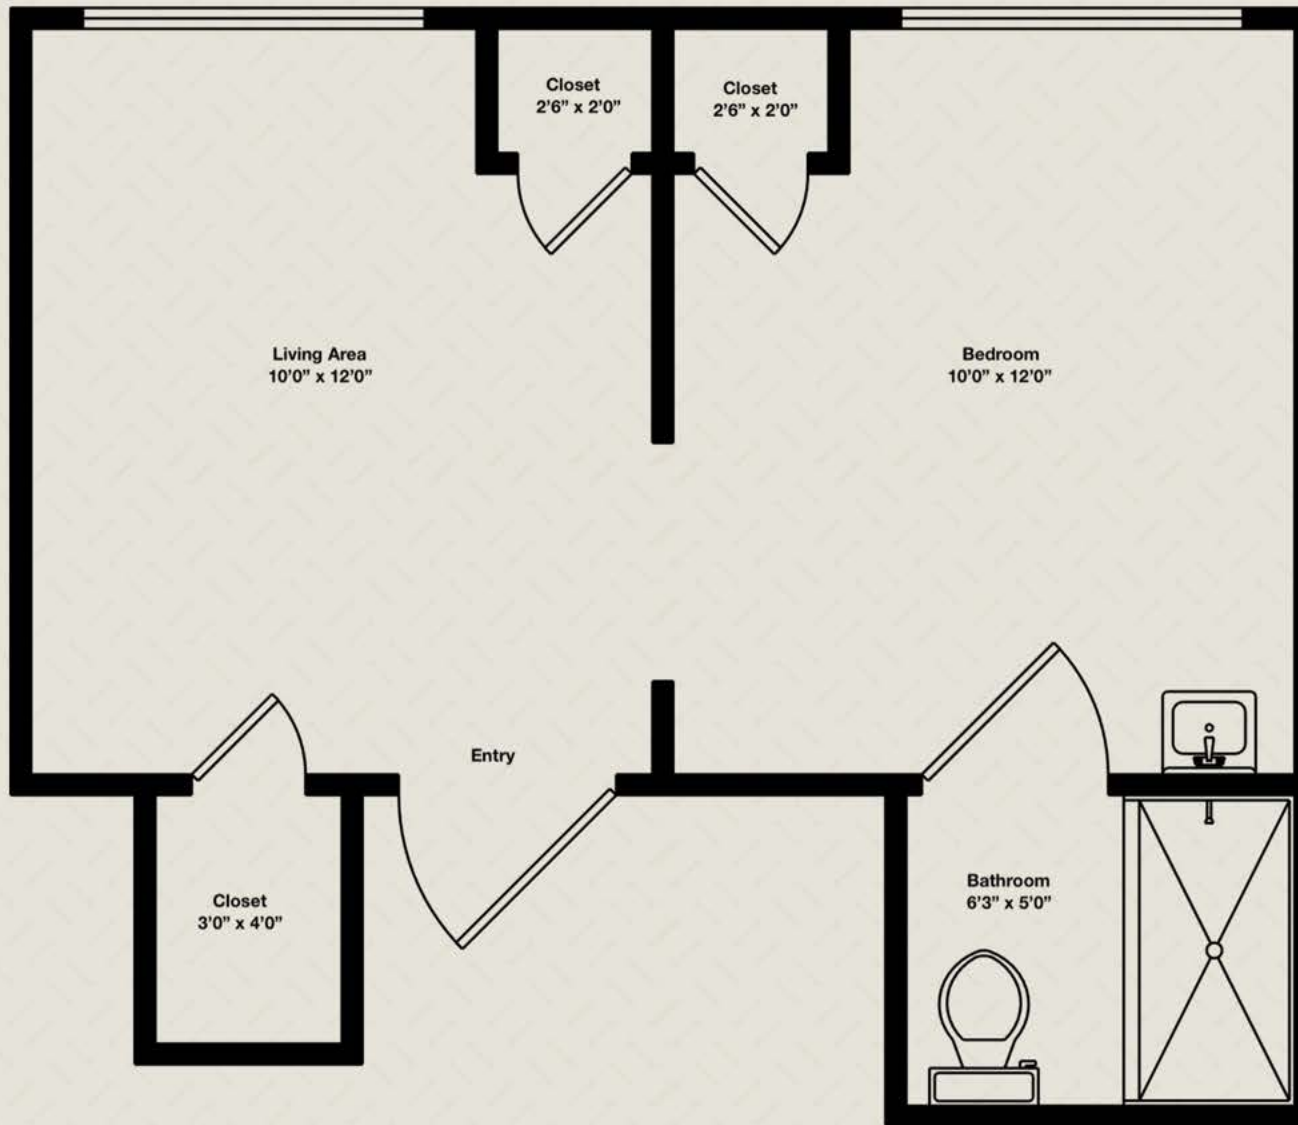 Closet
2’6” x 2’0”
Closet
2’6” x 2’0”
Living Area
10’0” x 12’0”
Bedroom
10’0” x 12’0”
Entry
Closet
3’0” x 4’0”
Bathroom
6’3” x 5’0”